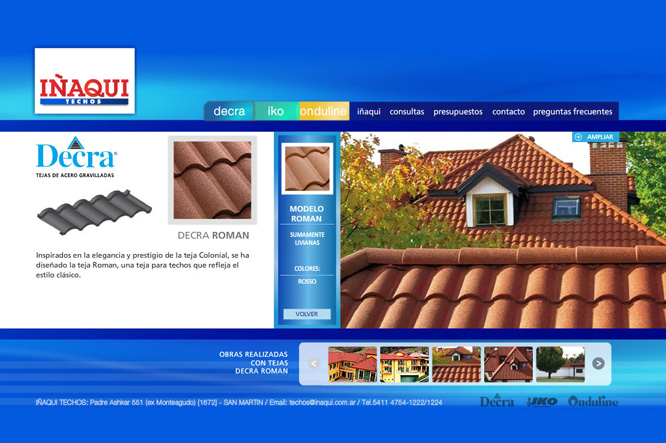 IÑAQUI
TECHOS
decra
iko
onduline
iñaqui
consultas
presupuestos
contacto
preguntas frecuentes
Decra®
TEJAS DE ACERO GRAVILLADAS
DECRA ROMAN
Inspirados en la elegancia y prestigio de la teja Colonial, se ha
diseñado la teja Roman, una teja para techos que refleja el
estilo clásico.
MODELO
ROMAN
SUMAMENTE
LIVIANAS
COLORES:
ROSSO
VOLVER
AMPLIAR
OBRAS REALIZADAS
CON TEJAS
DECRA ROMAN
IÑAQUI TECHOS: Padre Ashkar 551 (ex Monteagudo) [1672] - SAN MARTIN / Email: techos@inaqui.com.ar / Tel.5411 4754-1222/1224
Decra
IKO
Onduline